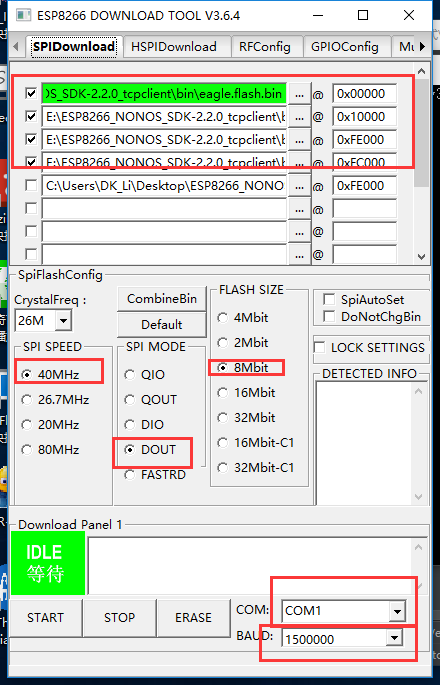 ESP8266 DOWNLOAD TOOL V3.6.4
SPIDownload HSPIDownload RFConfig GPIOConfig Mu
OS_SDK-2.2.0_tcpclient\bin\eagle.flash.bin ... @ 0x00000
E:\ESP8266_NONOS_SDK-2.2.0_tcpclient\b ... @ 0x10000
E:\ESP8266_NONOS_SDK-2.2.0_tcpclient\b ... @ 0xFE000
E:\ESP8266_NONOS_SDK-2.2.0_tcpclient\b ... @ 0xFC000
C:\Users\DK_Li\Desktop\ESP8266_NONOS ... 0xFE000
... @
... @
... @
SpiFlashConfig
CrystalFreq :
26M
CombineBin
Default
SPI SPEED
40MHz
26.7MHz
20MHz
80MHz
SPI MODE
QIO
QOUT
DIO
DOUT
FASTRD
FLASH SIZE
4Mbit
2Mbit
8Mbit
16Mbit
32Mbit
16Mbit-C1
32Mbit-C1
SpiAutoSet
DoNotChgBin
LOCK SETTINGS
DETECTED INFO
Download Panel 1
IDLE
等待
START STOP ERASE
COM: COM1
BAUD: 1500000